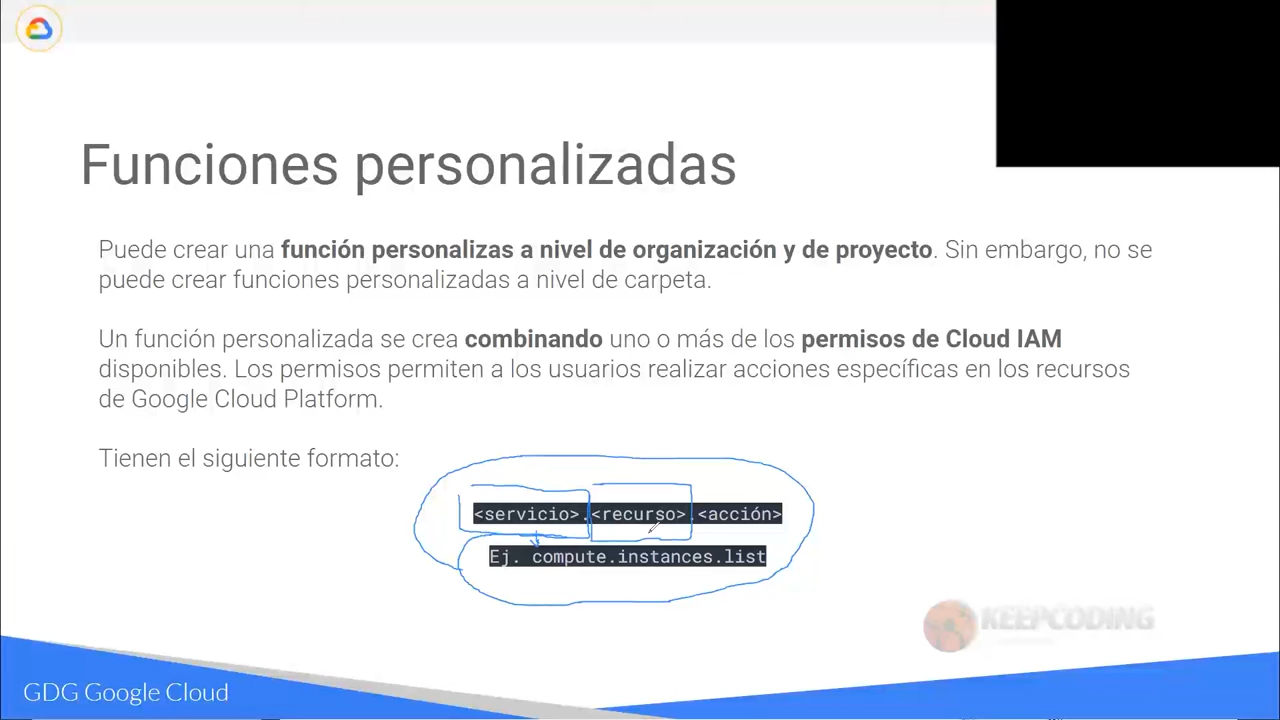 Funciones personalizadas
Puede crear una función personalizas a nivel de organización y de proyecto. Sin embargo, no se
puede crear funciones personalizadas a nivel de carpeta.
Un función personalizada se crea combinando uno o más de los permisos de Cloud IAM
disponibles. Los permisos permiten a los usuarios realizar acciones específicas en los recursos
de Google Cloud Platform.
Tienen el siguiente formato:
<servicio>.<recurso>.<acción>
Ej. compute.instances.list
KEEPCODING
GDG Google Cloud